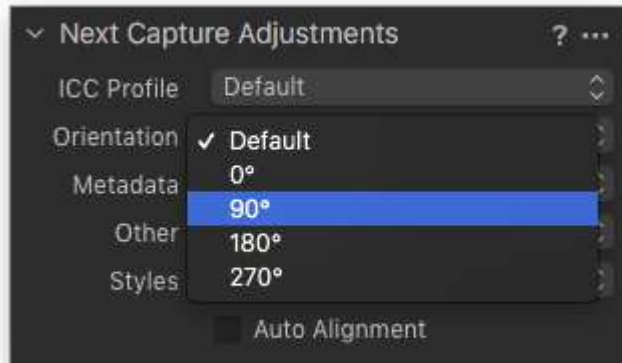 Next Capture Adjustments ? ...
ICC Profile Default
Orientation ✓ Default
0°
Metadata
90°
Other
180°
Styles
270°
Auto Alignment